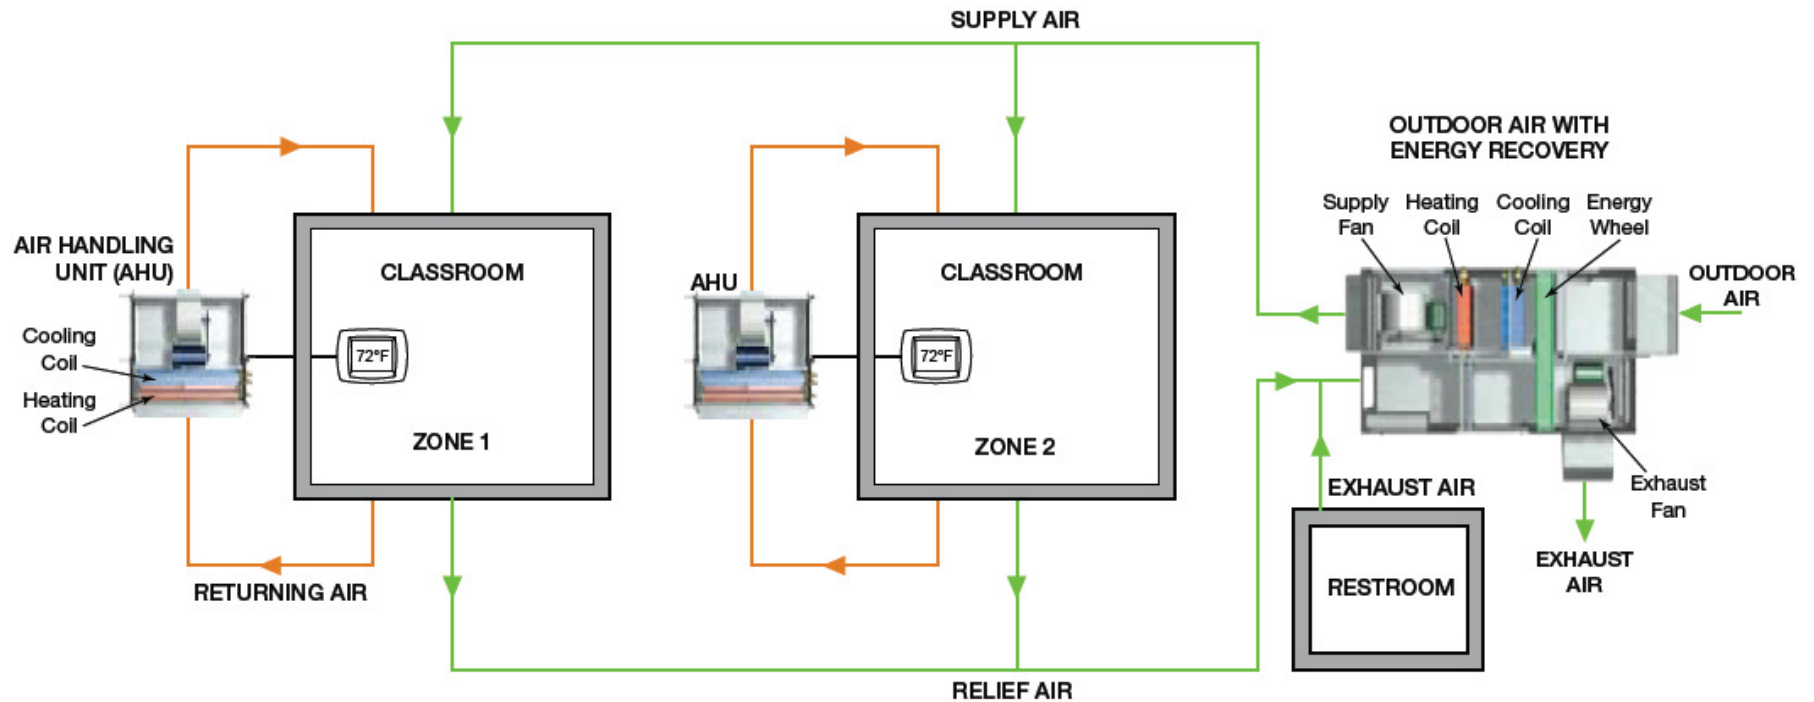 SUPPLY AIR
OUTDOOR AIR WITH
ENERGY RECOVERY
Supply
Fan
Heating
Coil
Cooling
Coil
Energy
Wheel
OUTDOOR
AIR
AIR HANDLING
UNIT (AHU)
Cooling
Coil
Heating
Coil
CLASSROOM
72°F
ZONE 1
AHU
CLASSROOM
72°F
ZONE 2
EXHAUST AIR
Exhaust
Fan
EXHAUST
AIR
RESTROOM
RETURNING AIR
RELIEF AIR